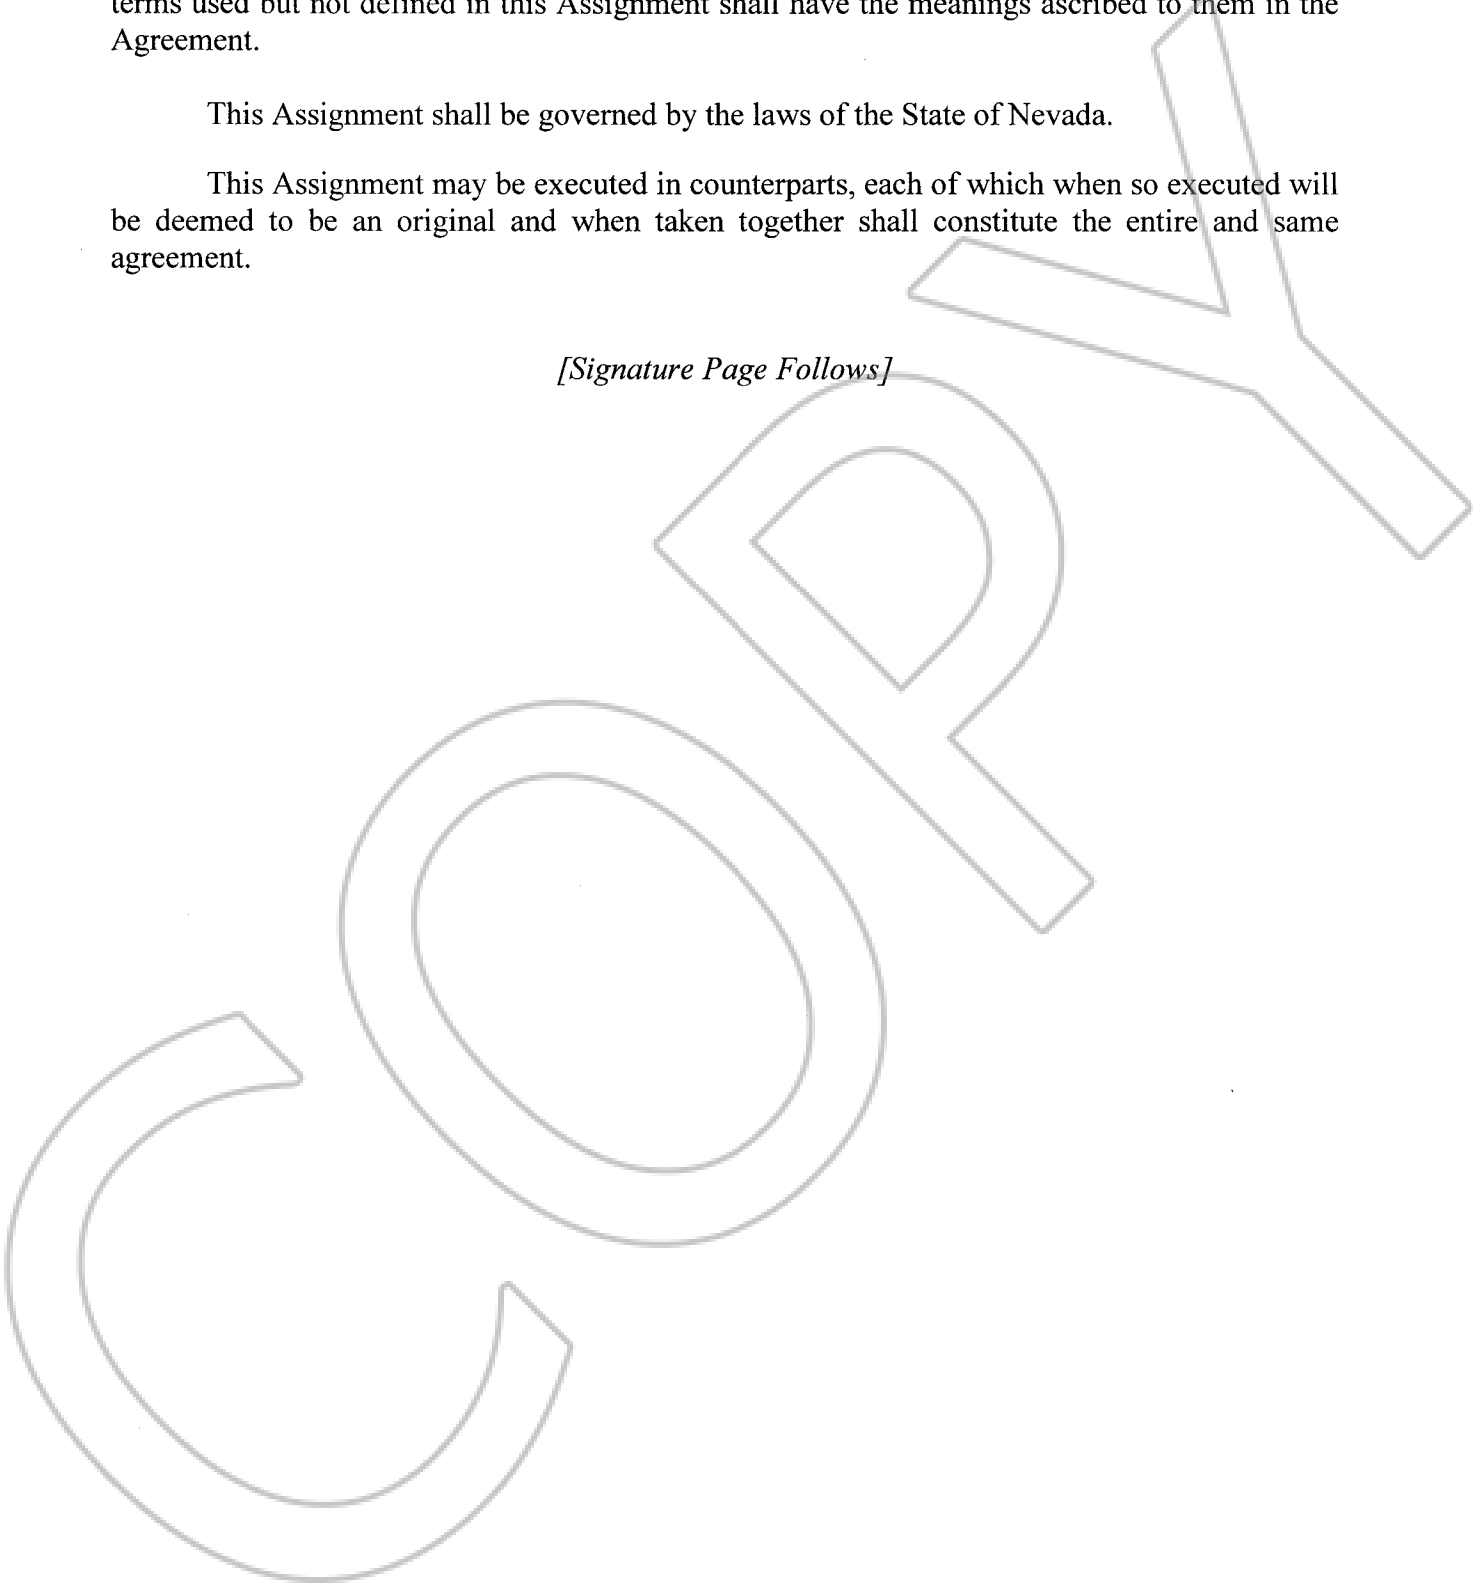 terms used but not defined in this Assignment shall have the meanings ascribed to them in the
Agreement.
This Assignment shall be governed by the laws of the State of Nevada.
This Assignment may be executed in counterparts, each of which when so executed will
be deemed to be an original and when taken together shall constitute the entire and same
agreement.
[Signature Page Follows]
COPY